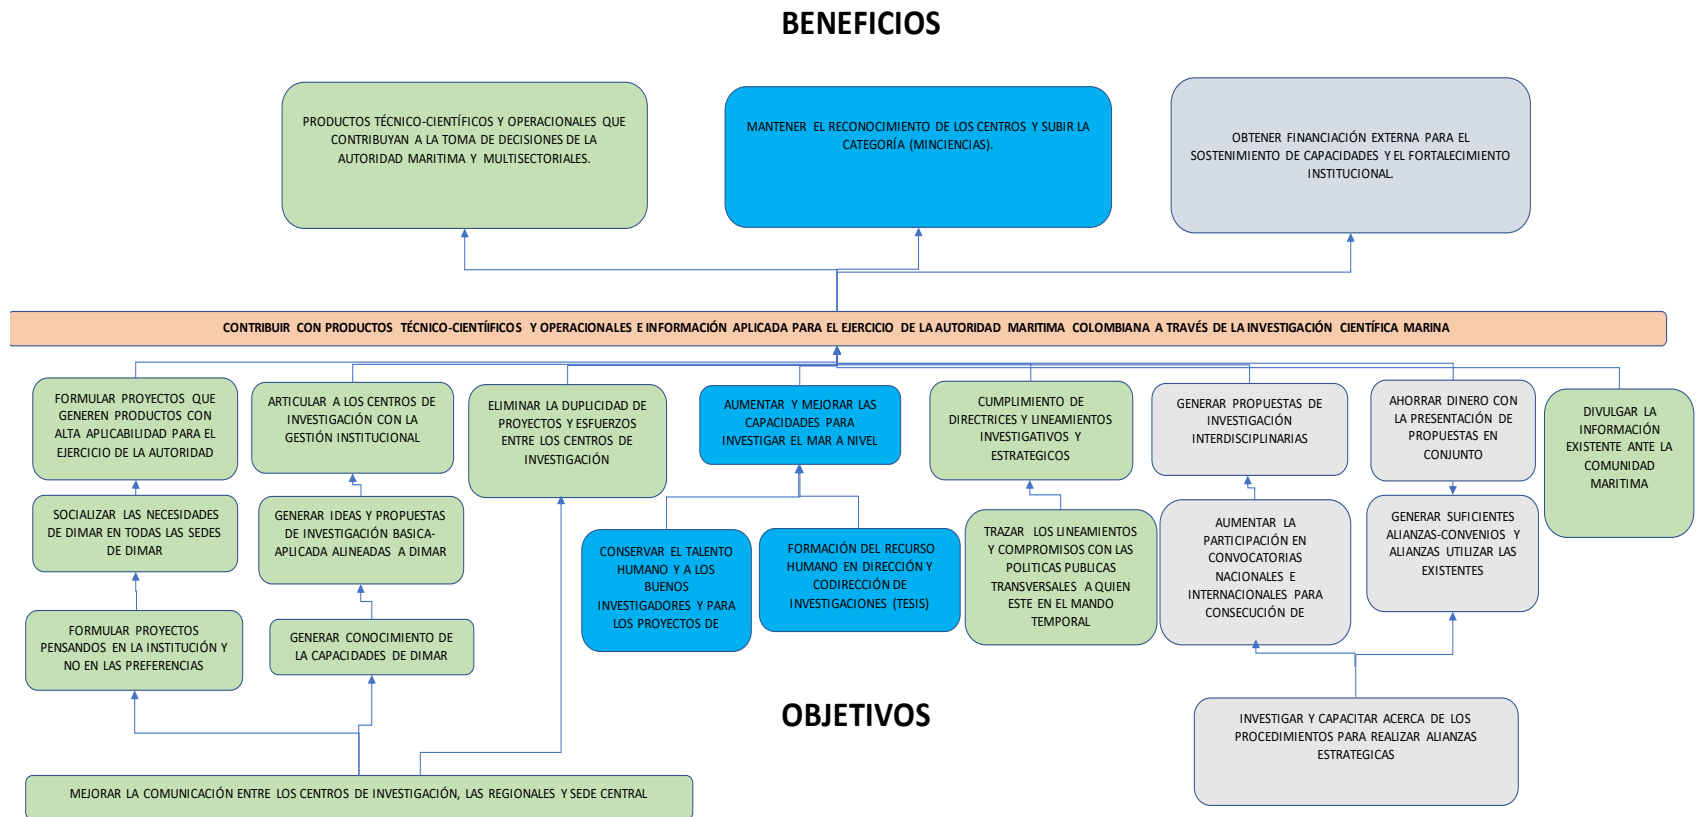 BENEFICIOS
PRODUCTOS TÉCNICO-CIENTÍFICOS Y OPERACIONALES QUE
CONTRIBUYAN A LA TOMA DE DECISIONES DE LA
AUTORIDAD MARITIMA Y MULTISECTORIALES.
MANTENER EL RECONOCIMIENTO DE LOS CENTROS Y SUBIR LA
CATEGORÍA (MINCIENCIAS).
OBTENER FINANCIACIÓN EXTERNA PARA EL
SOSTENIMIENTO DE CAPACIDADES Y EL FORTALECIMIENTO
INSTITUCIONAL.
CONTRIBUIR CON PRODUCTOS TÉCNICO-CIENTÍIFICOS Y OPERACIONALES E INFORMACIÓN APLICADA PARA EL EJERCICIO DE LA AUTORIDAD MARITIMA COLOMBIANA A TRAVÉS DE LA INVESTIGACIÓN CIENTÍFICA MARINA
FORMULAR PROYECTOS QUE
GENEREN PRODUCTOS CON
ALTA APLICABILIDAD PARA EL
EJERCICIO DE LA AUTORIDAD
ARTICULAR A LOS CENTROS DE
INVESTIGACIÓN CON LA
GESTIÓN INSTITUCIONAL
ELIMINAR LA DUPLICIDAD DE
PROYECTOS Y ESFUERZOS
ENTRE LOS CENTROS DE
INVESTIGACIÓN
AUMENTAR Y MEJORAR LAS
CAPACIDADES PARA
INVESTIGAR EL MAR A NIVEL
CUMPLIMIENTO DE
DIRECTRICES Y LINEAMIENTOS
INVESTIGATIVOS Y
ESTRATEGICOS
GENERAR PROPUESTAS DE
INVESTIGACIÓN
INTERDISCIPLINARIAS
AHORRAR DINERO CON
LA PRESENTACIÓN DE
PROPUESTAS EN
CONJUNTO
DIVULGAR LA
INFORMACIÓN
EXISTENTE ANTE LA
COMUNIDAD
MARITIMA
SOCIALIZAR LAS NECESIDADES
DE DIMAR EN TODAS LAS SEDES
DE DIMAR
GENERAR IDEAS Y PROPUESTAS
DE INVESTIGACIÓN BASICA-
APLICADA ALINEADAS A DIMAR
CONSERVAR EL TALENTO
HUMANO Y A LOS
BUENOS
INVESTIGADORES Y PARA
LOS PROYECTOS DE
FORMACIÓN DEL RECURSO
HUMANO EN DIRECCIÓN Y
CODIRECCIÓN DE
INVESTIGACIONES (TESIS)
TRAZAR LOS LINEAMIENTOS
Y COMPROMISOS CON LAS
POLITICAS PUBLICAS
TRANSVERSALES A QUIEN
ESTE EN EL MANDO
TEMPORAL
AUMENTAR LA
PARTICIPACIÓN EN
CONVOCATORIAS
NACIONALES E
INTERNACIONALES PARA
CONSECUCIÓN DE
GENERAR SUFICIENTES
ALIANZAS-CONVENIOS Y
ALIANZAS UTILIZAR LAS
EXISTENTES
FORMULAR PROYECTOS
PENSANDOS EN LA INSTITUCIÓN Y
NO EN LAS PREFERENCIAS
GENERAR CONOCIMIENTO DE
LA CAPACIDADES DE DIMAR
OBJETIVOS
INVESTIGAR Y CAPACITAR ACERCA DE LOS
PROCEDIMIENTOS PARA REALIZAR ALIANZAS
ESTRATEGICAS
MEJORAR LA COMUNICACIÓN ENTRE LOS CENTROS DE INVESTIGACIÓN, LAS REGIONALES Y SEDE CENTRAL